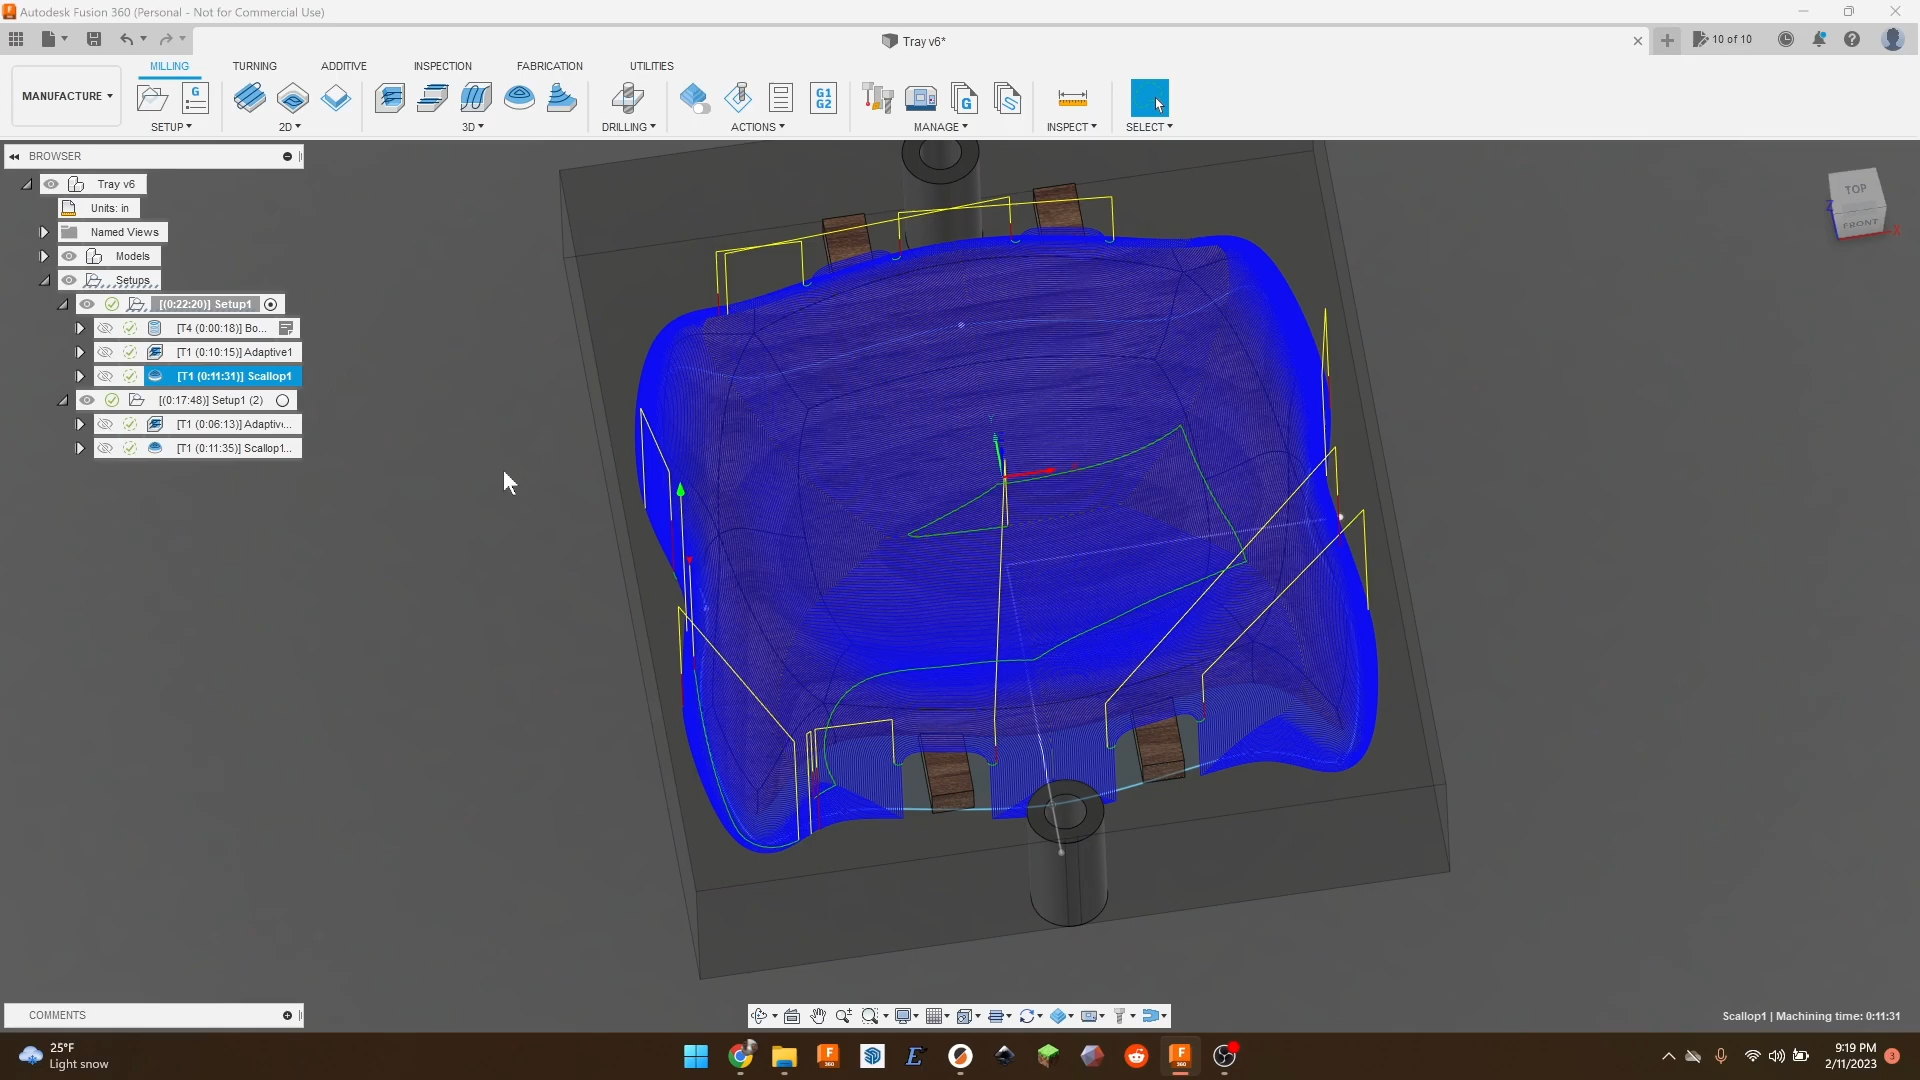 Autodesk Fusion 360 (Personal - Not for Commercial Use)
Tray v6*
10 of 10
MILLING
TURNING
ADDITIVE
INSPECTION
FABRICATION
UTILITIES
MANUFACTURE
G
G1
G2
G
SETUP
2D
3D
DRILLING
ACTIONS
MANAGE
INSPECT
SELECT
BROWSER
Tray v6
Units: in
Named Views
Models
Setups
[(0:22:20)] Setup1
[T4 (0:00:18)] Bo...
[T1 (0:10:15)] Adaptive1
[T1 (0:11:31)] Scallop1
[(0:17:48)] Setup1 (2)
[T1 (0:06:13)] Adaptiv...
[T1 (0:11:35)] Scallop1...
TOP
FRONT
Z
X
COMMENTS
Scallop1 | Machining time: 0:11:31
25°F
Light snow
F
360
E
F
360
9:19 PM
2/11/2023
3